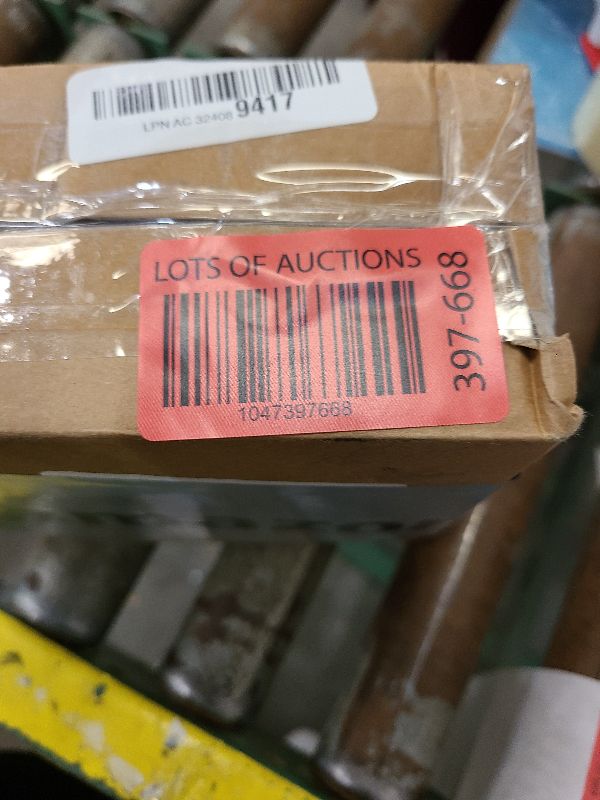 LPN AC 32408 9417
LOTS OF AUCTIONS
1047397668
397-668